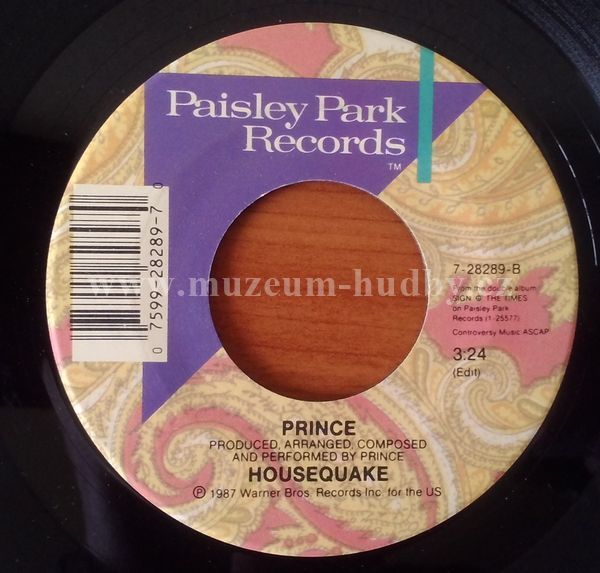 Paisley Park
Records
TM
0 75992 8289-7 0
www.muzeum-hudby
7-28289-B
From the double album
SIGN ☮ THE TIMES
on Paisley Park
Records (1-25577)
Controversy Music ASCAP
3:24
(Edit)
PRINCE
PRODUCED, ARRANGED, COMPOSED
AND PERFORMED BY PRINCE
HOUSEQUAKE
℗ 1987 Warner Bros. Records Inc. for the US